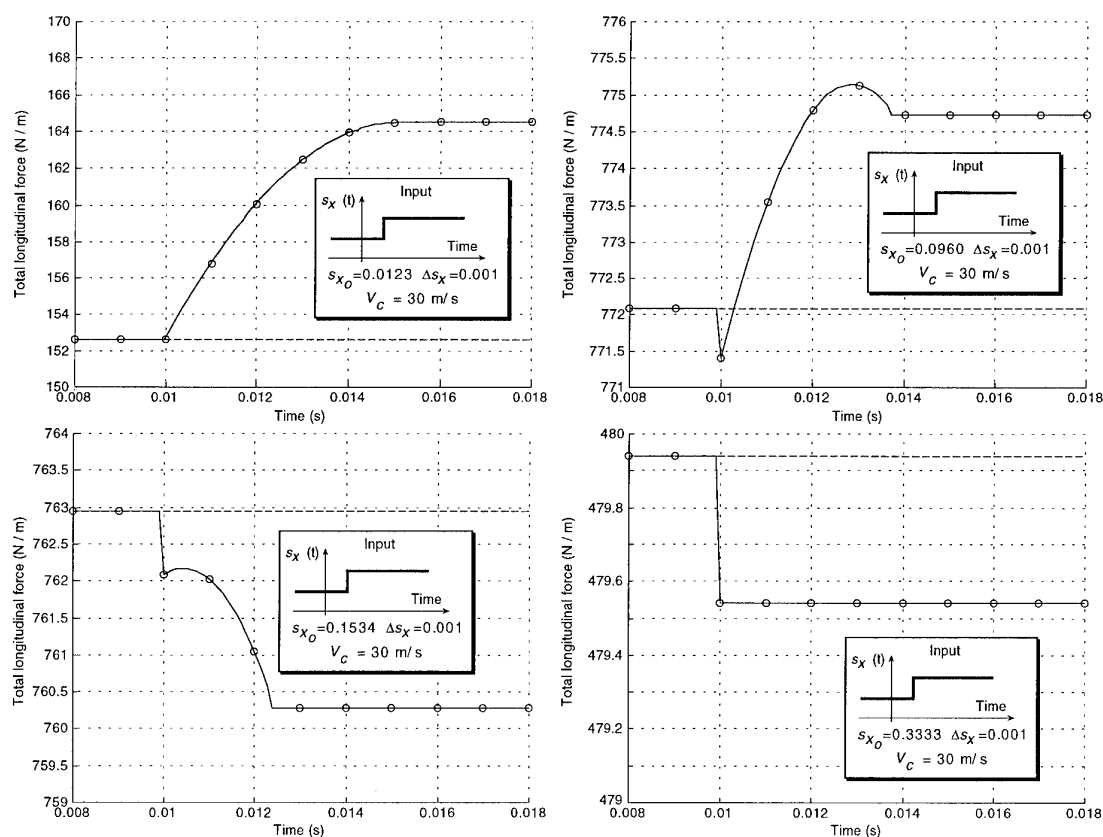 Total longitudinal force (N / m)
170
168
166
164
162
160
158
156
154
152
150
0.008 0.01 0.012 0.014 0.016 0.018
Time (s)
Input
s_x (t)
Time
s_x₀=0.0123 Δs_x=0.001
V_C = 30 m/s
Total longitudinal force (N / m)
776
775.5
775
774.5
774
773.5
773
772.5
772
771.5
771
0.008 0.01 0.012 0.014 0.016 0.018
Time (s)
Input
s_x (t)
Time
s_x₀=0.0960 Δs_x=0.001
V_C = 30 m/s
Total longitudinal force (N / m)
764
763.5
763
762.5
762
761.5
761
760.5
760
759.5
759
0.008 0.01 0.012 0.014 0.016 0.018
Time (s)
Input
s_x (t)
Time
s_x₀=0.1534 Δs_x=0.001
V_C = 30 m/s
Total longitudinal force (N / m)
480
479.8
479.6
479.4
479.2
479
0.008 0.01 0.012 0.014 0.016 0.018
Time (s)
Input
s_x (t)
Time
s_x₀=0.3333 Δs_x=0.001
V_C = 30 m/s